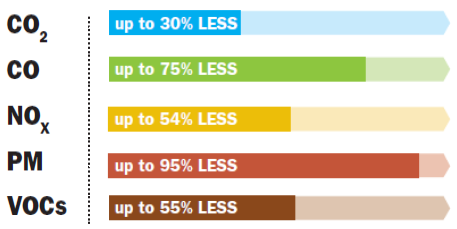 CO₂ up to 30% LESS
CO up to 75% LESS
NOₓ up to 54% LESS
PM up to 95% LESS
VOCs up to 55% LESS